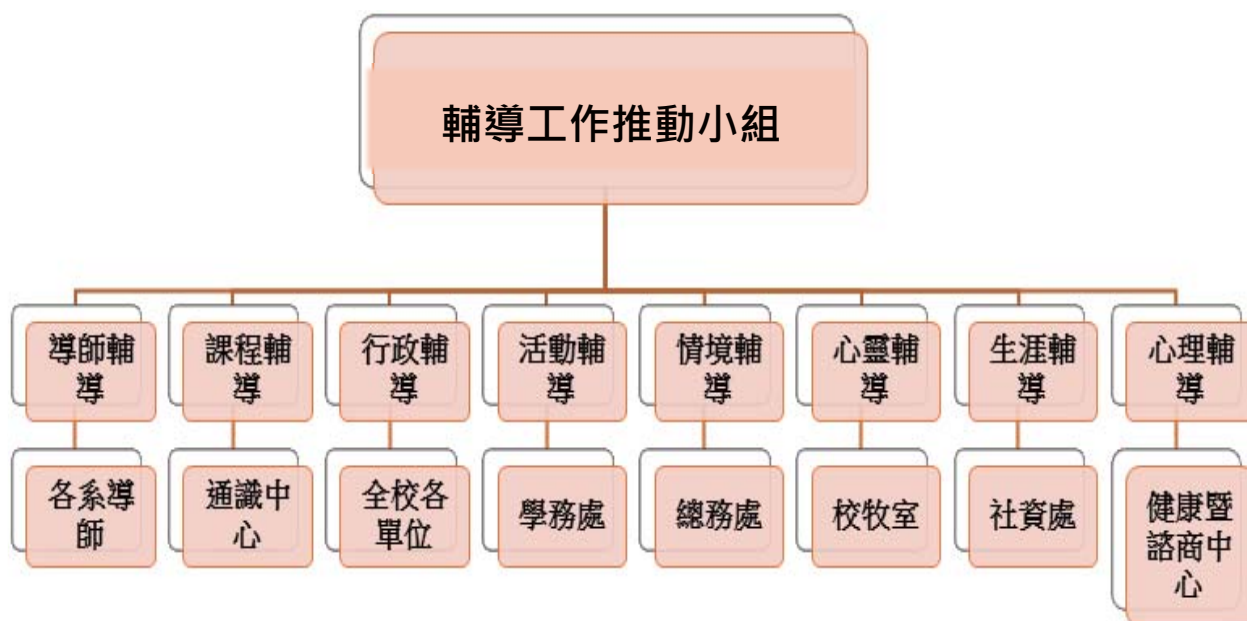 輔導工作推動小組
導師輔
導
課程輔
導
行政輔
導
活動輔
導
情境輔
導
心靈輔
導
生涯輔
導
心理輔
導
各系導
師
通識中
心
全校各
單位
學務處
總務處
校牧室
社資處
健康暨
諮商中
心